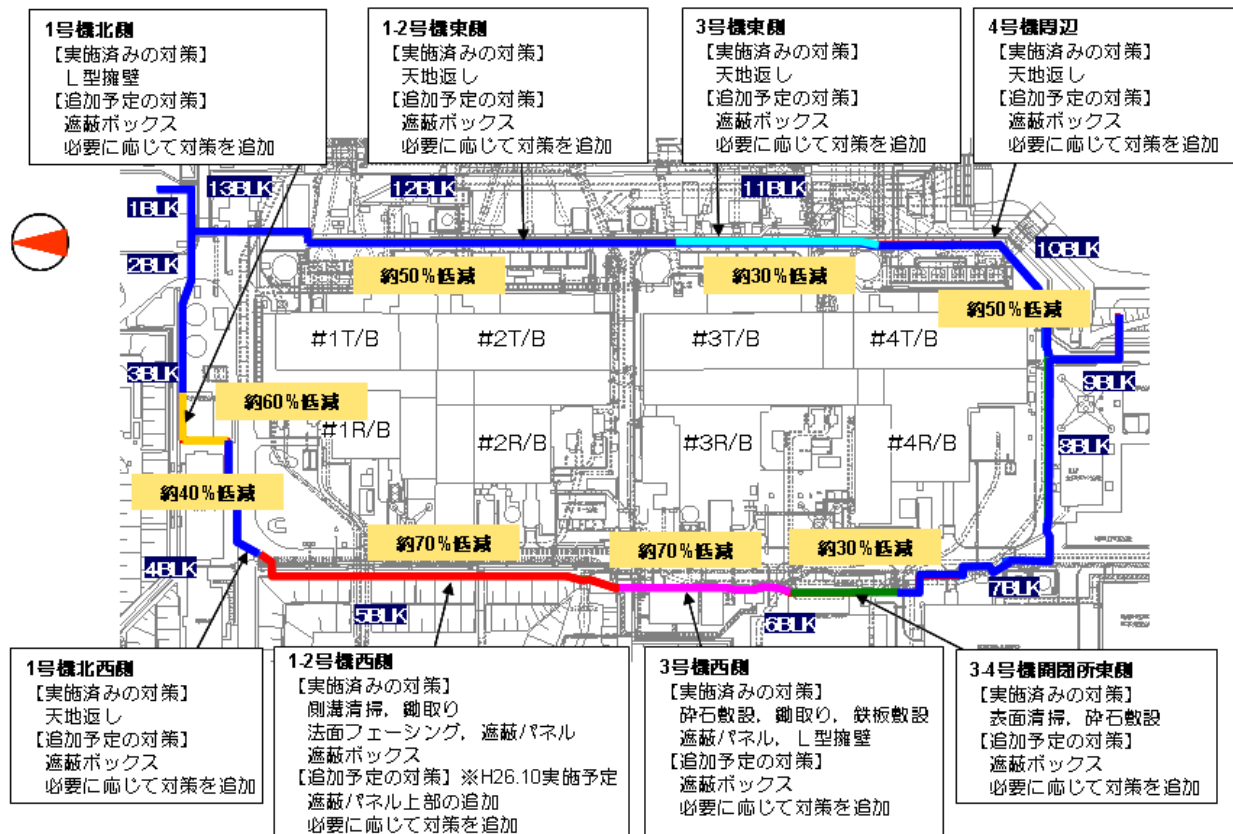 1号機北側
【実施済みの対策】
L型擁壁
【追加予定の対策】
遮蔽ボックス
必要に応じて対策を追加
1-2号機東側
【実施済みの対策】
天地返し
【追加予定の対策】
遮蔽ボックス
必要に応じて対策を追加
3号機東側
【実施済みの対策】
天地返し
【追加予定の対策】
遮蔽ボックス
必要に応じて対策を追加
4号機周辺
【実施済みの対策】
天地返し
【追加予定の対策】
遮蔽ボックス
必要に応じて対策を追加
1BLK
13BLK
12BLK
11BLK
10BLK
2BLK
約50%低減
約30%低減
約50%低減
#1T/B
#2T/B
#3T/B
#4T/B
3BLK
9BLK
約60%低減
#1R/B
#2R/B
#3R/B
#4R/B
8BLK
約40%低減
約70%低減
約70%低減
約30%低減
4BLK
5BLK
6BLK
7BLK
1号機北西側
【実施済みの対策】
天地返し
【追加予定の対策】
遮蔽ボックス
必要に応じて対策を追加
1-2号機西側
【実施済みの対策】
側溝清掃，鋤取り
法面フェーシング，遮蔽パネル
遮蔽ボックス
【追加予定の対策】※H26.10実施予定
遮蔽パネル上部の追加
必要に応じて対策を追加
3号機西側
【実施済みの対策】
砕石敷設，鋤取り，鉄板敷設
遮蔽パネル，L型擁壁
【追加予定の対策】
遮蔽ボックス
必要に応じて対策を追加
3-4号機開閉所東側
【実施済みの対策】
表面清掃，砕石敷設
【追加予定の対策】
遮蔽ボックス
必要に応じて対策を追加